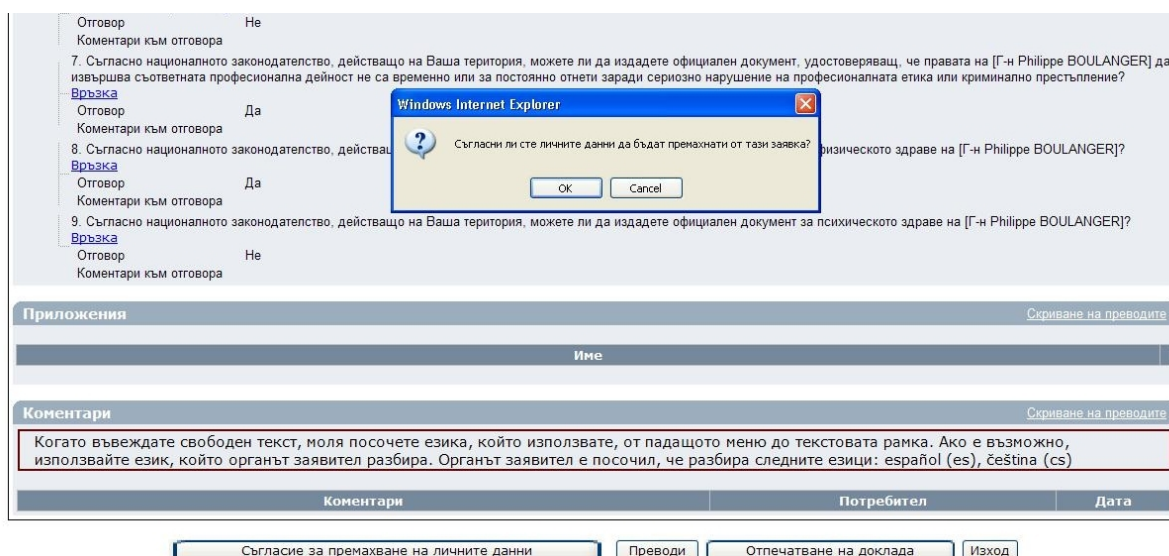 Отговор Не
Коментари към отговора
7. Съгласно националното законодателство, действащо на Ваша територия, можете ли да издадете официален документ, удостоверяващ, че правата на [Г-н Philippe BOULANGER] да
извършва съответната професионална дейност не са временно или за постоянно отнети заради сериозно нарушение на професионалната етика или криминално престъпление?
Връзка
Отговор Да
Коментари към отговора
Windows Internet Explorer
Съгласни ли сте личните данни да бъдат премахнати от тази заявка?
OK Cancel
8. Съгласно националното законодателство, физическото здраве на [Г-н Philippe BOULANGER]?
Връзка
Отговор Да
Коментари към отговора
9. Съгласно националното законодателство, действащо на Ваша територия, можете ли да издадете официален документ за психическото здраве на [Г-н Philippe BOULANGER]?
Връзка
Отговор Не
Коментари към отговора
Приложения Скриване на преводите
Име
Коментари Скриване на преводите
Когато въвеждате свободен текст, моля посочете езика, който използвате, от падащото меню до текстовата рамка. Ако е възможно,
използвайте език, който органът заявител разбира. Органът заявител е посочил, че разбира следните езици: español (es), čeština (cs)
Коментари Потребител Дата
Съгласие за премахване на личните данни Преводи Отпечатване на доклада Изход